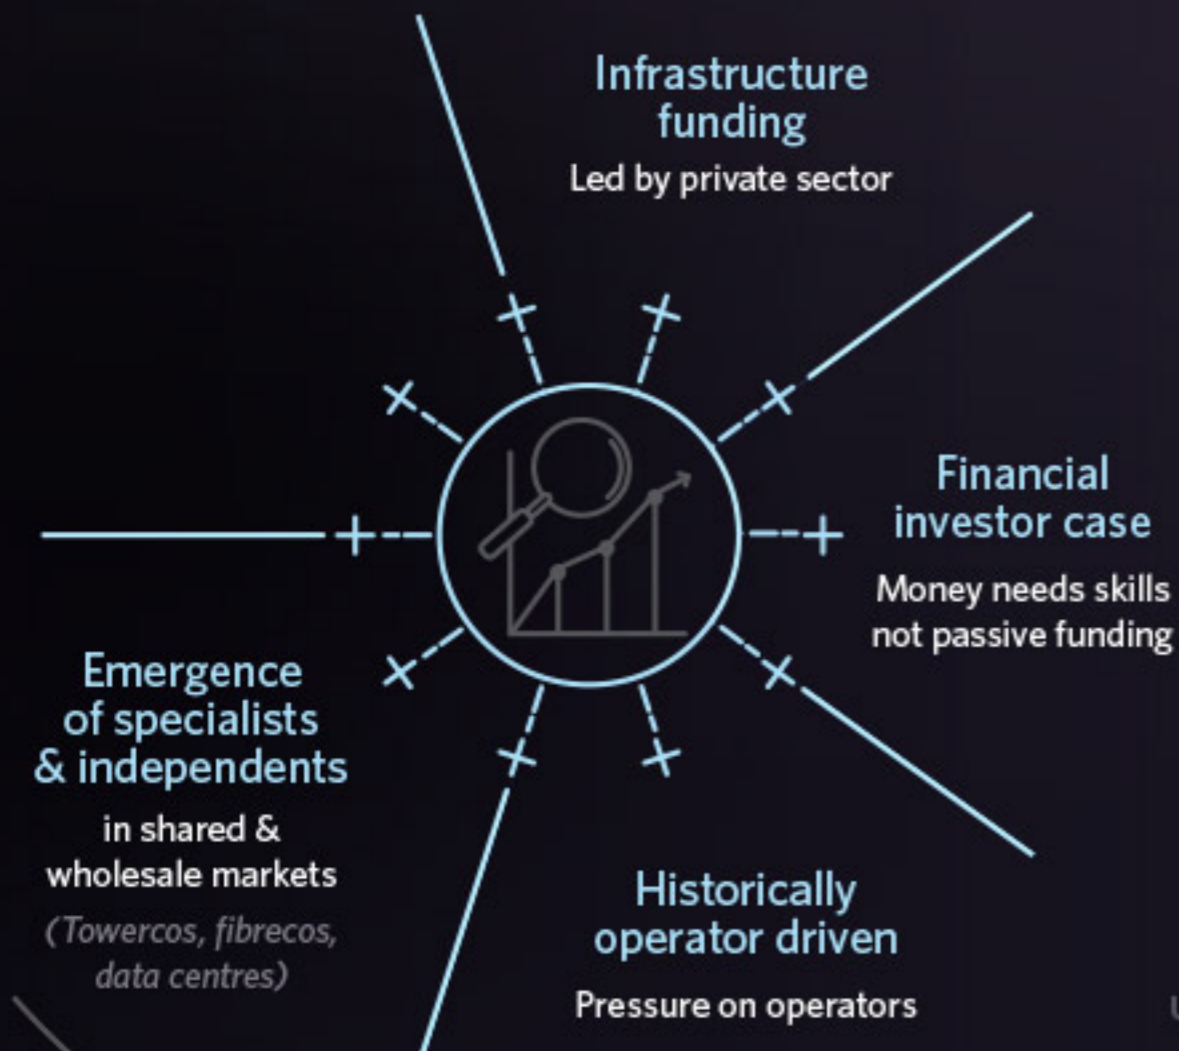 Infrastructure
funding
Led by private sector
Financial
investor case
Money needs skills
not passive funding
Emergence
of specialists
& independents
in shared &
wholesale markets
(Towercos, fibrecos,
data centres)
Historically
operator driven
Pressure on operators